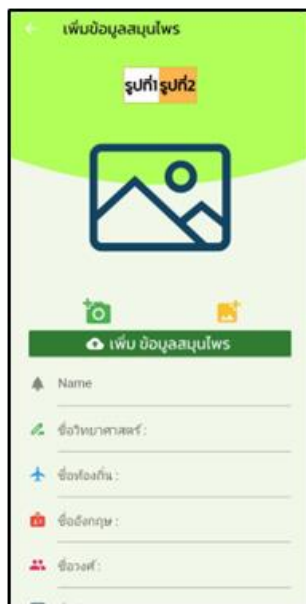 เพิ่มข้อมูลสมุนไพร
รูปที่1 รูปที่2
เพิ่ม ข้อมูลสมุนไพร
Name
ชื่อวิทยาศาสตร์ :
ชื่อท้องถิ่น :
ชื่ออังกฤษ :
ชื่อวงศ์ :